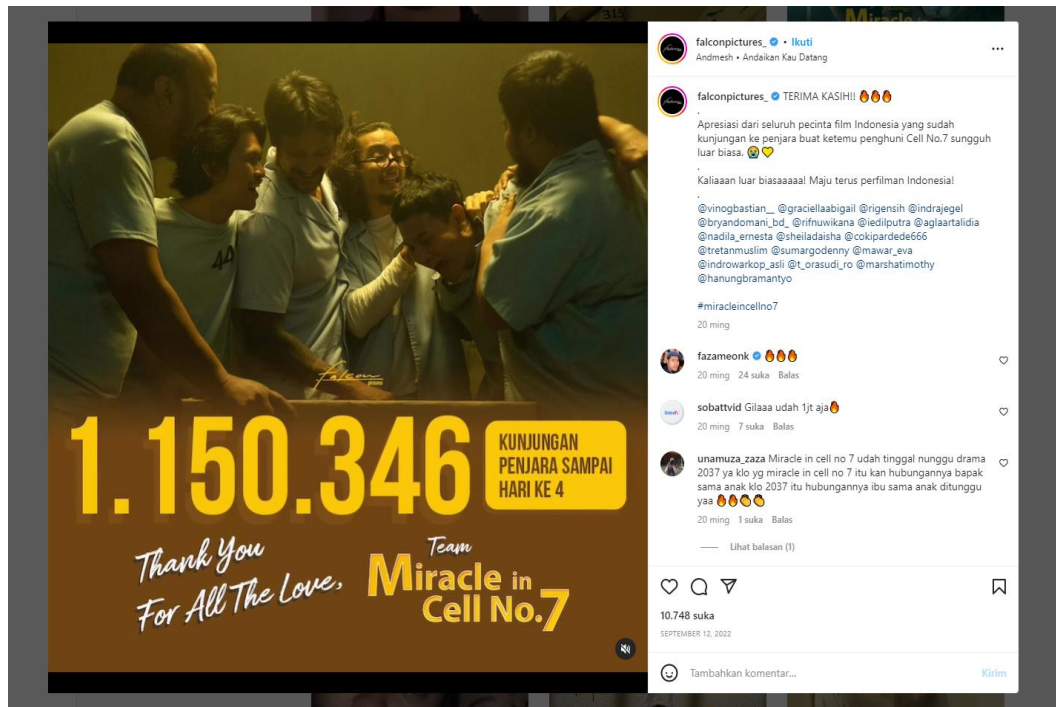 315
Miracle in
falconpictures_ • Ikuti
Andmesh • Andaikan Kau Datang
falconpictures_ TERIMA KASIH!! 🔥🔥🔥
.
Apresiasi dari seluruh pecinta film Indonesia yang sudah
kunjungan ke penjara buat ketemu penghuni Cell No.7 sungguh
luar biasa. 😭💛
.
Kaliaaan luar biasaaaaa! Maju terus perfilman Indonesia!
.
@vinogbastian__ @graciellaabigail @rigensih @indrajegel
@bryandomani_bd_ @rifnuwikana @iedilputra @aglaartalidia
@nadila_ernesta @sheiladaisha @cokipardede666
@tretanmuslim @sumargodenny @mawar_eva
@indrowarkop_asli @t_orasudi_ro @marshatimothy
@hanungbramantyo
#miracleincellno7
20 ming
fazameonk 🔥🔥🔥
20 ming 24 suka Balas
sobattvid Gilaaa udah 1jt aja🔥
20 ming 7 suka Balas
unamuza_zaza Miracle in cell no 7 udah tinggal nunggu drama
2037 ya klo yg miracle in cell no 7 itu kan hubungannya bapak
sama anak klo 2037 itu hubungannya ibu sama anak ditunggu
yaa 🔥🔥👏👏
20 ming 1 suka Balas
Lihat balasan (1)
10.748 suka
SEPTEMBER 12, 2022
Tambahkan komentar... Kirim
44
Falcon
pictures
1.150.346
KUNJUNGAN
PENJARA SAMPAI
HARI KE 4
Thank You
For All The Love,
Team
Miracle in
Cell No.7